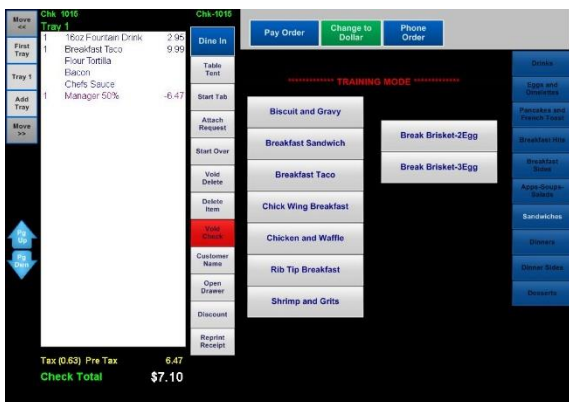 Move
<<
First
Tray
Tray 1
Add
Tray
Move
>>
Pg
Up
Pg
Dwn
Chk 1015
Tray 1
1 16oz Fountain Drink 2.95
1 Breakfast Taco 9.99
Flour Tortilla
Bacon
Chefs Sauce
1 Manager 50% -6.47
Tax (0.63) Pre Tax 6.47
Check Total $7.10
Chk-1015
Dine In
Table
Tent
Start Tab
Attach
Request
Start Over
Void
Delete
Delete
Item
Void
Check
Customer
Name
Open
Drawer
Discount
Reprint
Receipt
Pay Order
Change to
Dollar
Phone
Order
************* TRAINING MODE *************
Biscuit and Gravy
Breakfast Sandwich
Breakfast Taco
Chick Wing Breakfast
Chicken and Waffle
Rib Tip Breakfast
Shrimp and Grits
Break Brisket-2Egg
Break Brisket-3Egg
Drinks
Eggs and
Omelettes
Pancakes and
French Toast
Breakfast
Breakfast
Sides
Apps-Soups-
Salads
Sandwiches
Dinners
Dinner Sides
Desserts